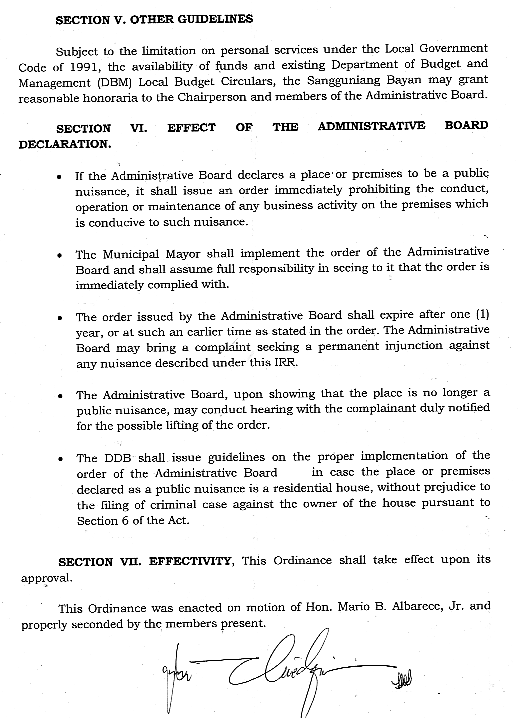 SECTION V. OTHER GUIDELINES
Subject to the limitation on personal services under the Local Government
Code of 1991, the availability of funds and existing Department of Budget and
Management (DBM) Local Budget Circulars, the Sangguniang Bayan may grant
reasonable honoraria to the Chairperson and members of the Administrative Board.
SECTION VI. EFFECT OF THE ADMINISTRATIVE BOARD
DECLARATION.
• If the Administrative Board declares a place or premises to be a public
nuisance, it shall issue an order immediately prohibiting the conduct,
operation or maintenance of any business activity on the premises which
is conducive to such nuisance.
• The Municipal Mayor shall implement the order of the Administrative
Board and shall assume full responsibility in seeing to it that the order is
immediately complied with.
• The order issued by the Administrative Board shall expire after one (1)
year, or at such an earlier time as stated in the order. The Administrative
Board may bring a complaint seeking a permanent injunction against
any nuisance described under this IRR.
• The Administrative Board, upon showing that the place is no longer a
public nuisance, may conduct hearing with the complainant duly notified
for the possible lifting of the order.
• The DDB shall issue guidelines on the proper implementation of the
order of the Administrative Board in case the place or premises
declared as a public nuisance is a residential house, without prejudice to
the filing of criminal case against the owner of the house pursuant to
Section 6 of the Act.
SECTION VII. EFFECTIVITY, This Ordinance shall take effect upon its
approval.
This Ordinance was enacted on motion of Hon. Mario B. Albarece, Jr. and
properly seconded by the members present.